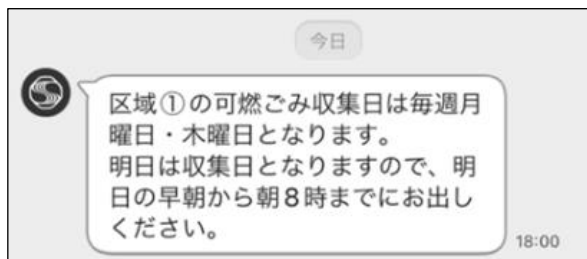 今日
区域①の可燃ごみ収集日は毎週月
曜日・木曜日となります。
明日は収集日となりますので、明
日の早朝から朝8時までにお出し
ください。
18:00